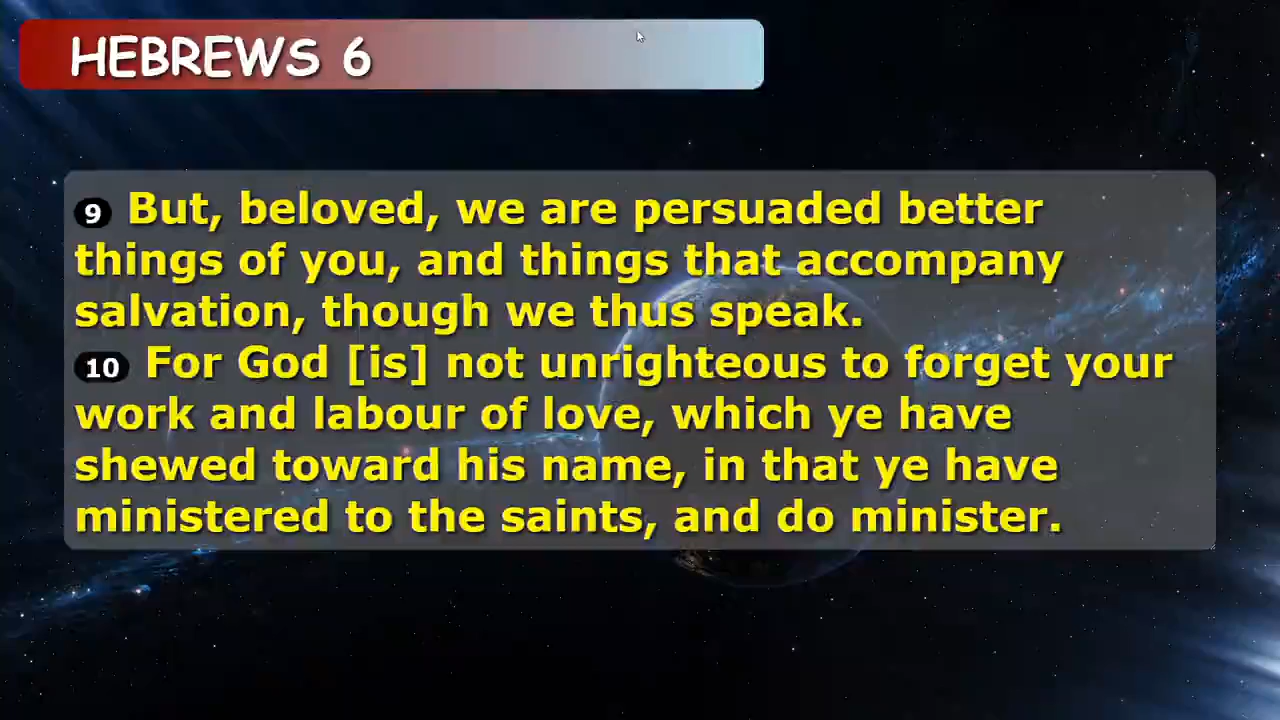 HEBREWS 6
9 But, beloved, we are persuaded better
things of you, and things that accompany
salvation, though we thus speak.
10 For God [is] not unrighteous to forget your
work and labour of love, which ye have
shewed toward his name, in that ye have
ministered to the saints, and do minister.